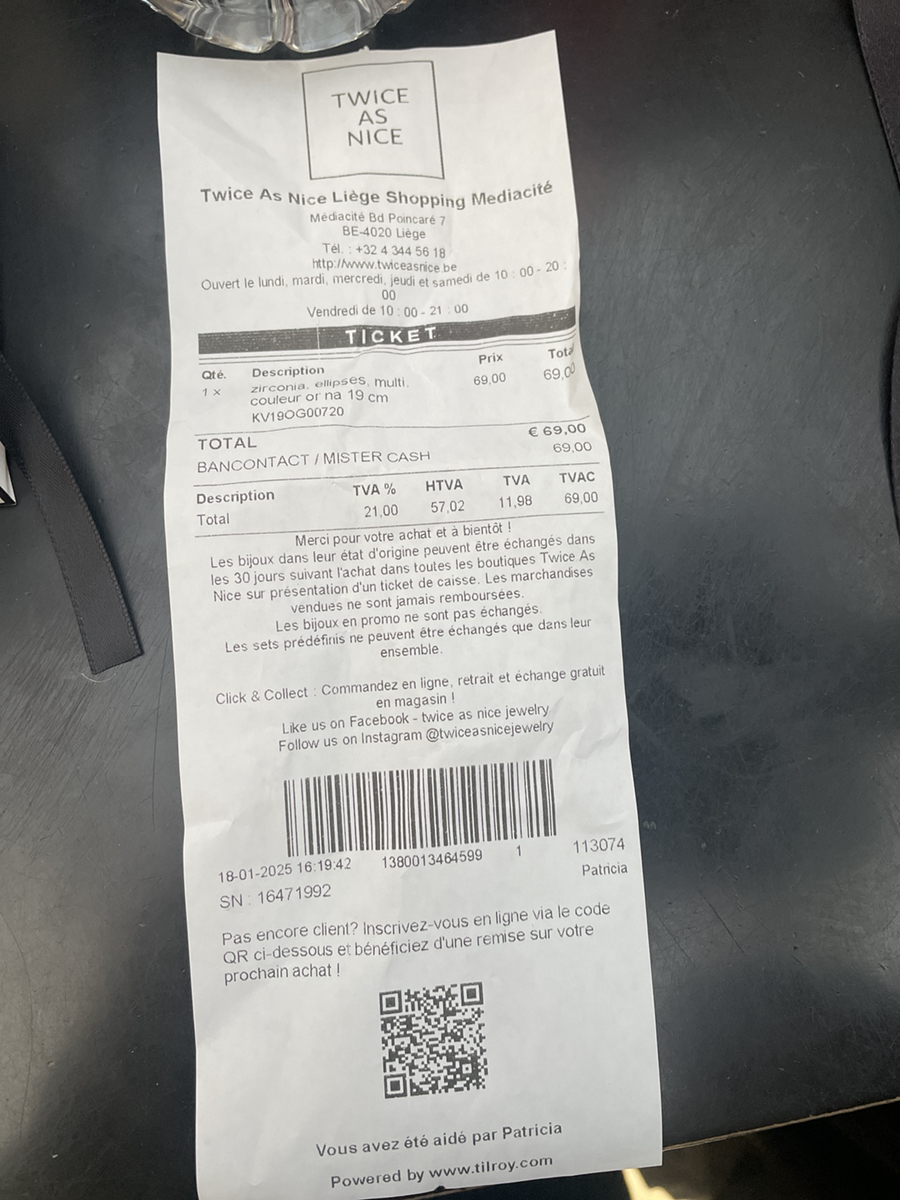 TWICE
AS
NICE
Twice As Nice Liège Shopping Mediacité
Médiacité Bd Poincaré 7
BE-4020 Liège
Tél. : +32 4 344 56 18
http://www.twiceasnice.be
Ouvert le lundi, mardi, mercredi, jeudi et samedi de 10 : 00 - 20 :
00
Vendredi de 10 : 00 - 21 : 00
TICKET
Qté. Description Prix Total
1 x zirconia, ellipses, multi, 69,00 69,00
couleur or na 19 cm
KV19OG00720
TOTAL € 69,00
BANCONTACT / MISTER CASH 69,00
Description TVA % HTVA TVA TVAC
Total 21,00 57,02 11,98 69,00
Merci pour votre achat et à bientôt !
Les bijoux dans leur état d'origine peuvent être échangés dans
les 30 jours suivant l'achat dans toutes les boutiques Twice As
Nice sur présentation d'un ticket de caisse. Les marchandises
vendues ne sont jamais remboursées.
Les bijoux en promo ne sont pas échangés.
Les sets prédéfinis ne peuvent être échangés que dans leur
ensemble.
Click & Collect : Commandez en ligne, retrait et échange gratuit
en magasin !
Like us on Facebook - twice as nice jewelry
Follow us on Instagram @twiceasnicejewelry
18-01-2025 16:19:42 1380013464599 1 113074
SN : 16471992 Patricia
Pas encore client? Inscrivez-vous en ligne via le code
QR ci-dessous et bénéficiez d'une remise sur votre
prochain achat !
Vous avez été aidé par Patricia
Powered by www.tilroy.com